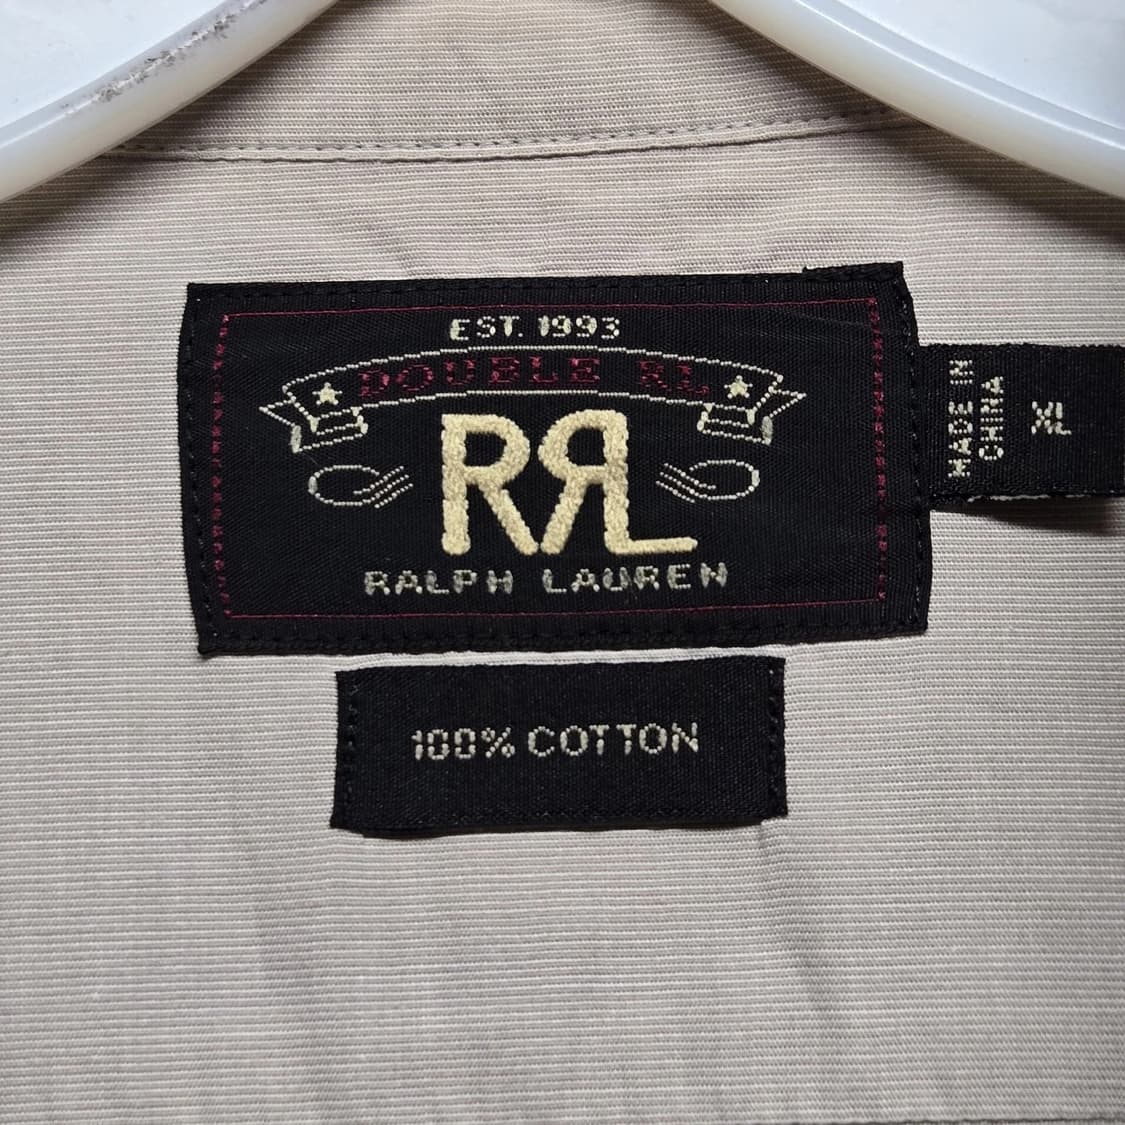 EST. 1993
DOUBLE RL
RRL
RALPH LAUREN
MADE IN
CHINA
XL
100% COTTON